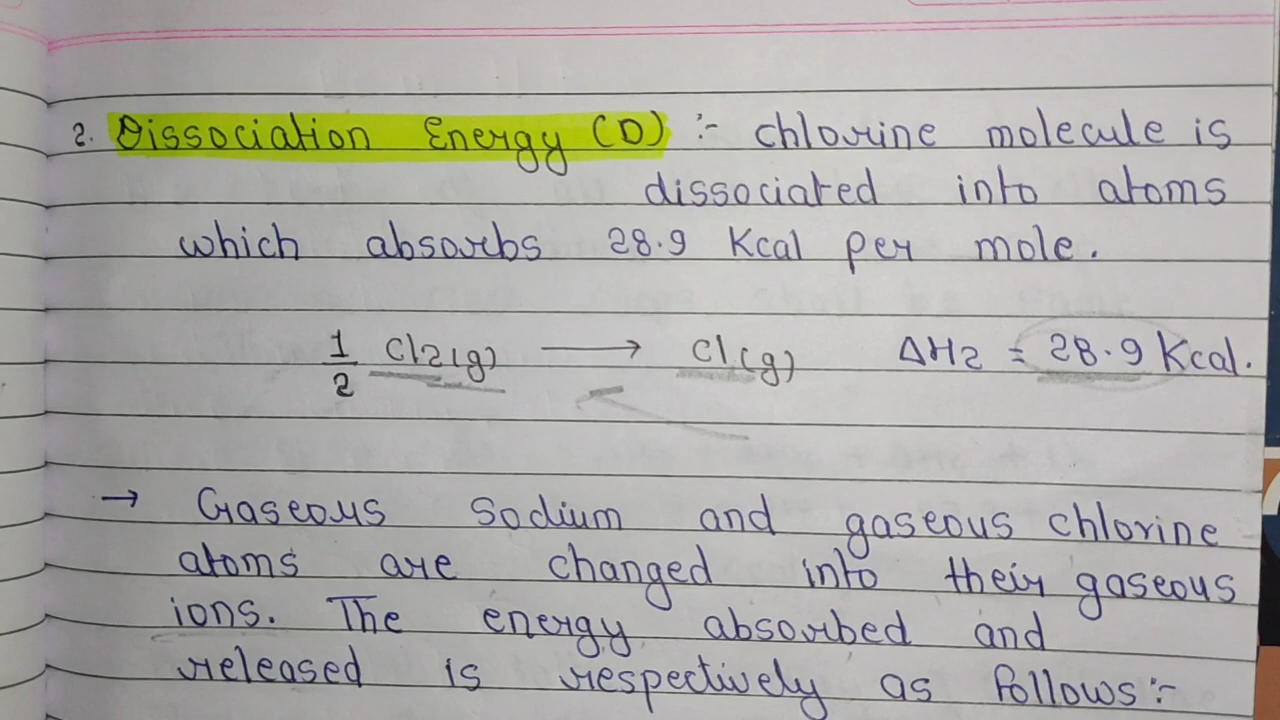 2. Dissociation Energy (D) :- chlorine molecule is
dissociated into atoms
which absorbs 28.9 Kcal per mole.
1/2 Cl2(g) ⟶ Cl(g) ΔH2 = 28.9 Kcal.
→ Gaseous Sodium and gaseous chlorine
atoms are changed into their gaseous
ions. The energy absorbed and
released is respectively as follows:-